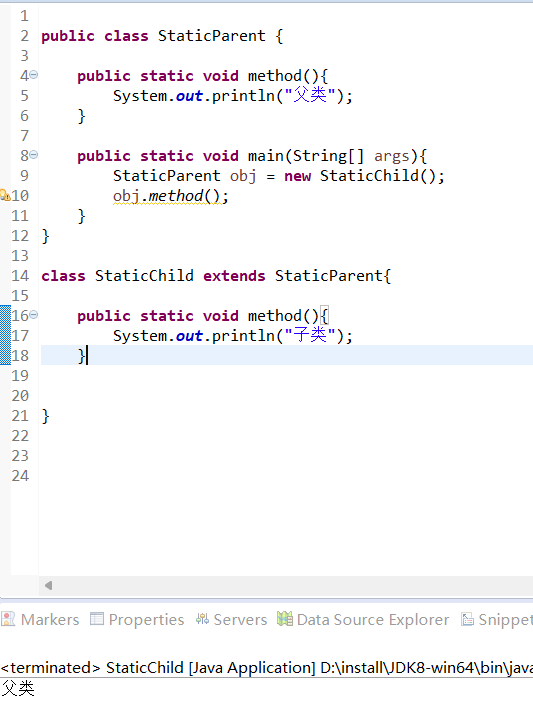 1
2 public class StaticParent {
3
4 public static void method(){
5 System.out.println("父类");
6 }
7
8 public static void main(String[] args){
9 StaticParent obj = new StaticChild();
10 obj.method();
11 }
12 }
13
14 class StaticChild extends StaticParent{
15
16 public static void method(){
17 System.out.println("子类");
18 }
19
20
21 }
22
23
24
Markers Properties Servers Data Source Explorer Snippet
<terminated> StaticChild [Java Application] D:\install\JDK8-win64\bin\java
父类